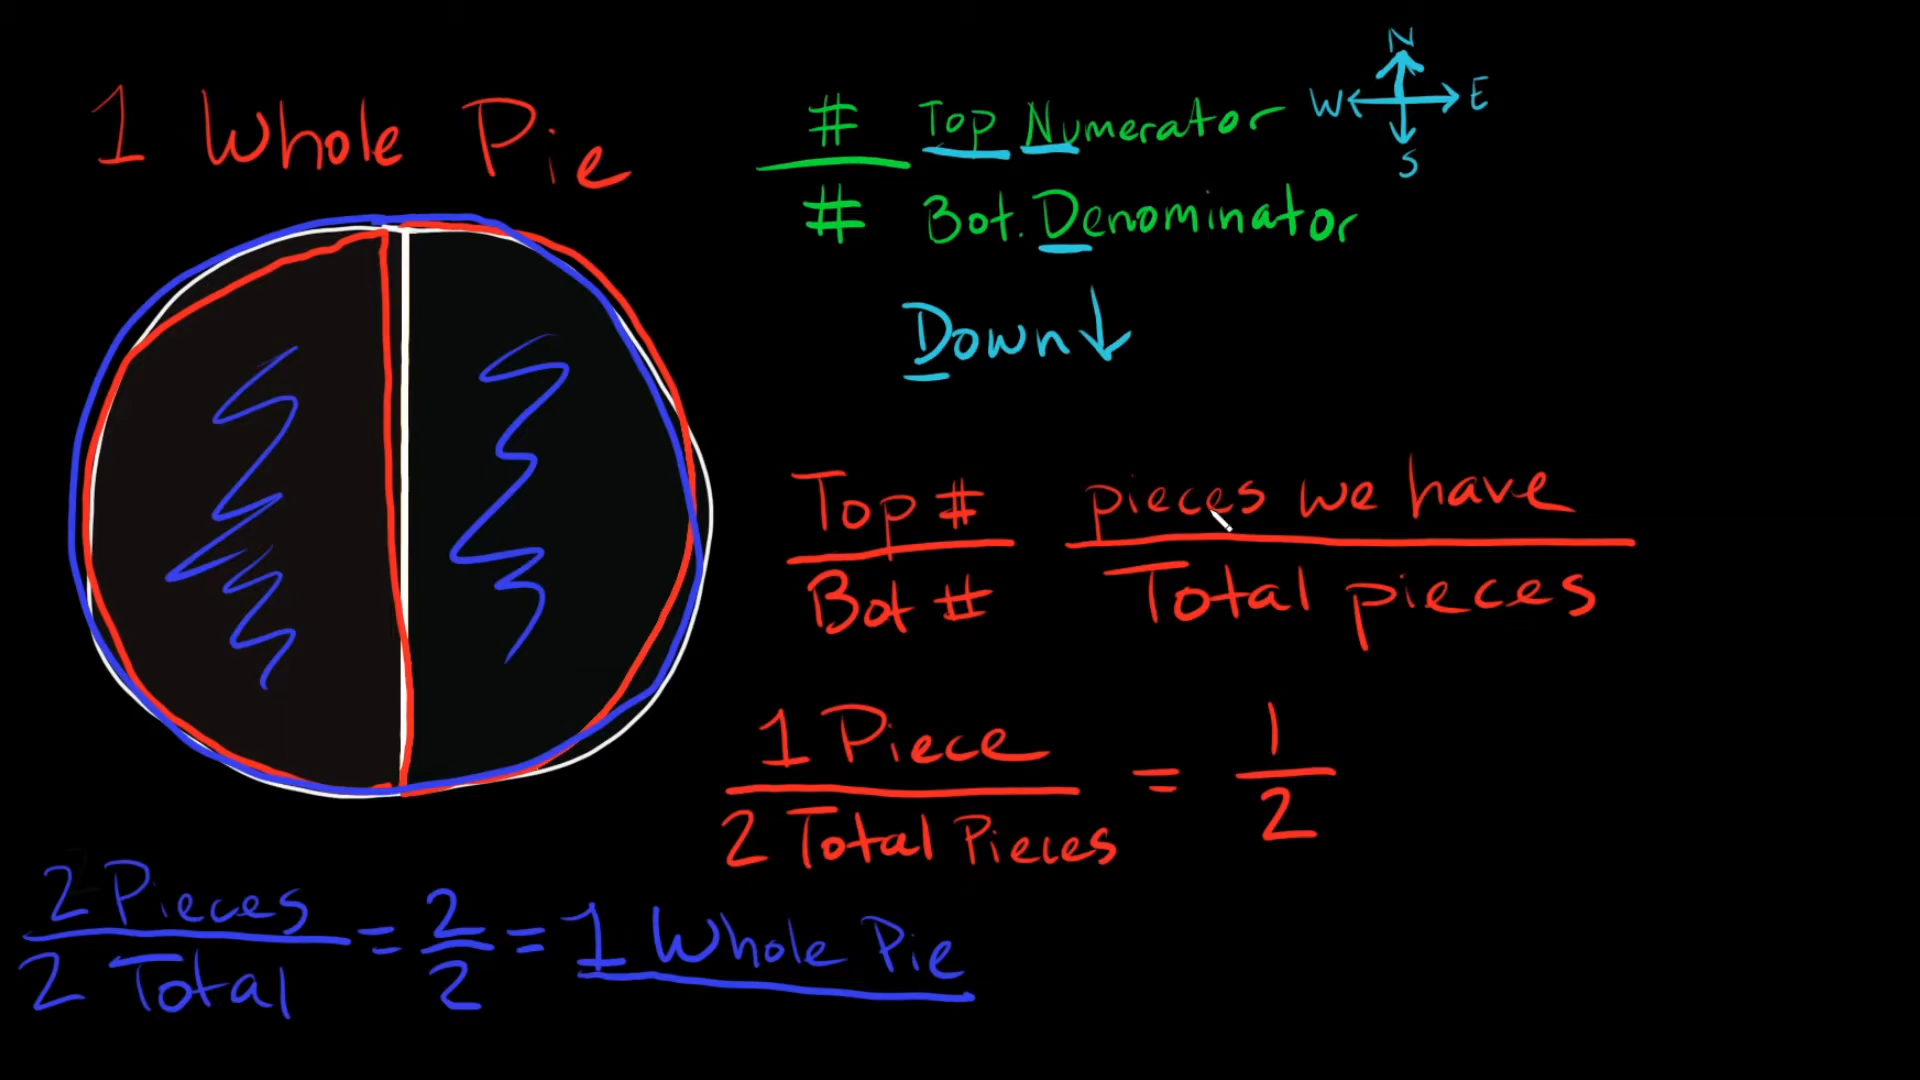 1 Whole Pie
# Top Numerator
# Bot. Denominator
N
W E
S
Down
Top # pieces we have
Bot # Total pieces
1 Piece = 1
2 Total Pieces 2
2 Pieces = 2 = 1 Whole Pie
2 Total 2